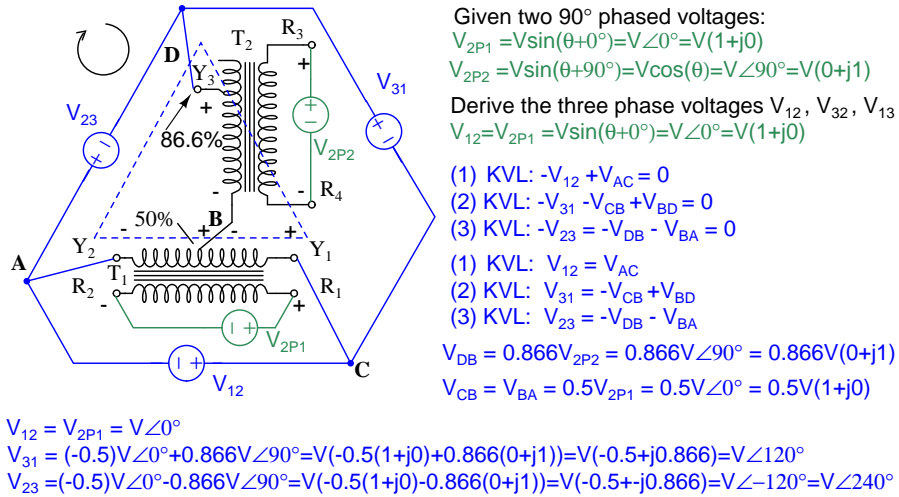 Given two 90° phased voltages:
V2P1 =Vsin(θ+0°)=V∠0°=V(1+j0)
V2P2 =Vsin(θ+90°)=Vcos(θ)=V∠90°=V(0+j1)
Derive the three phase voltages V12, V32, V13
V12=V2P1 =Vsin(θ+0°)=V∠0°=V(1+j0)
(1) KVL: -V12 +VAC = 0
(2) KVL: -V31 -VCB +VBD = 0
(3) KVL: -V23 = -VDB - VBA = 0
(1) KVL: V12 = VAC
(2) KVL: V31 = -VCB +VBD
(3) KVL: V23 = -VDB - VBA
VDB = 0.866V2P2 = 0.866V∠90° = 0.866V(0+j1)
VCB = VBA = 0.5V2P1 = 0.5V∠0° = 0.5V(1+j0)
D
T2
R3
Y3
+
+
V23
V31
+ -
+ -
86.6%
+ -
V2P2
-
-
R4
50%
B
Y2
-
+
-
+
Y1
A
T1
R2
R1
-
+
- +
V2P1
- +
V12
C
V12 = V2P1 = V∠0°
V31 = (-0.5)V∠0°+0.866V∠90°=V(-0.5(1+j0)+0.866(0+j1))=V(-0.5+j0.866)=V∠120°
V23 =(-0.5)V∠0°-0.866V∠90°=V(-0.5(1+j0)-0.866(0+j1))=V(-0.5+-j0.866)=V∠-120°=V∠240°